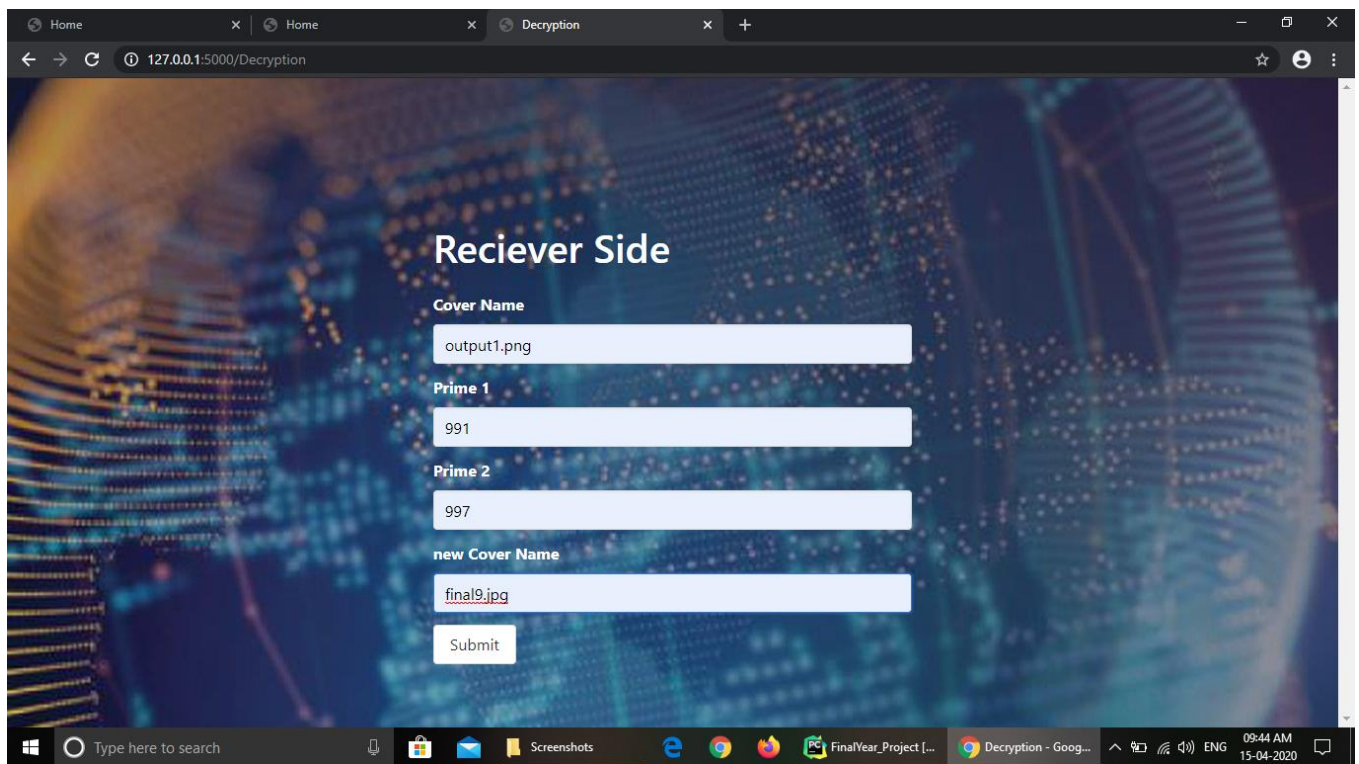 Home
Home
Decryption
127.0.0.1:5000/Decryption
Reciever Side
Cover Name
output1.png
Prime 1
991
Prime 2
997
new Cover Name
final9.jpg
Submit
Type here to search
Screenshots
FinalYear_Project [...
Decryption - Goog...
ENG
09:44 AM
15-04-2020